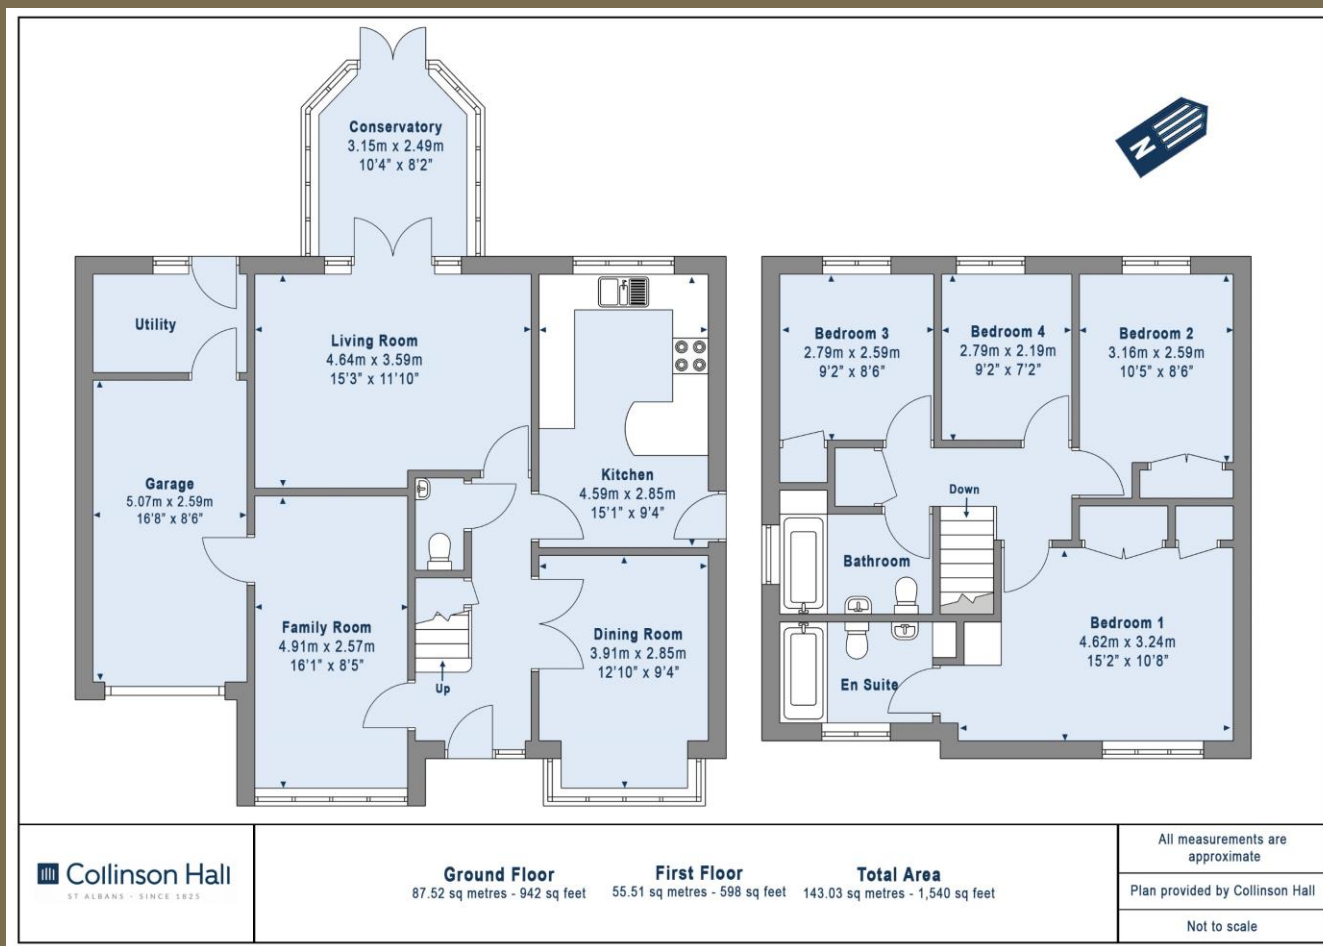 Conservatory
3.15m x 2.49m
10'4" x 8'2"
N
Utility
Living Room
4.64m x 3.59m
15'3" x 11'10"
Kitchen
4.59m x 2.85m
15'1" x 9'4"
Garage
5.07m x 2.59m
16'8" x 8'6"
Family Room
4.91m x 2.57m
16'1" x 8'5"
Up
Dining Room
3.91m x 2.85m
12'10" x 9'4"
Bedroom 3
2.79m x 2.59m
9'2" x 8'6"
Bedroom 4
2.79m x 2.19m
9'2" x 7'2"
Bedroom 2
3.16m x 2.59m
10'5" x 8'6"
Down
Bathroom
En Suite
Bedroom 1
4.62m x 3.24m
15'2" x 10'8"
Collinson Hall
ST ALBANS - SINCE 1825
Ground Floor
87.52 sq metres - 942 sq feet
First Floor
55.51 sq metres - 598 sq feet
Total Area
143.03 sq metres - 1,540 sq feet
All measurements are
approximate
Plan provided by Collinson Hall
Not to scale